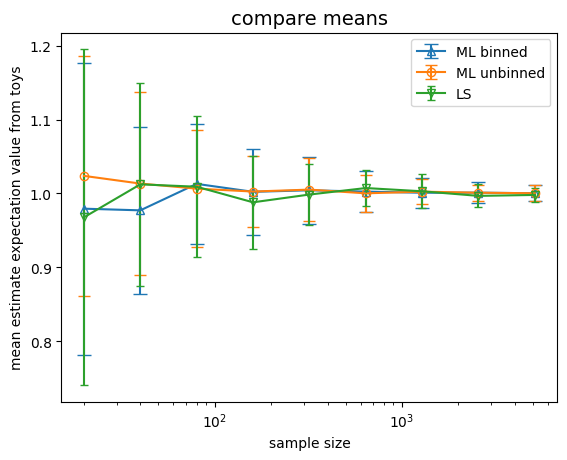 compare means
ML binned
ML unbinned
LS
mean estimate expectation value from toys
1.2
1.1
1.0
0.9
0.8
10²
10³
sample size